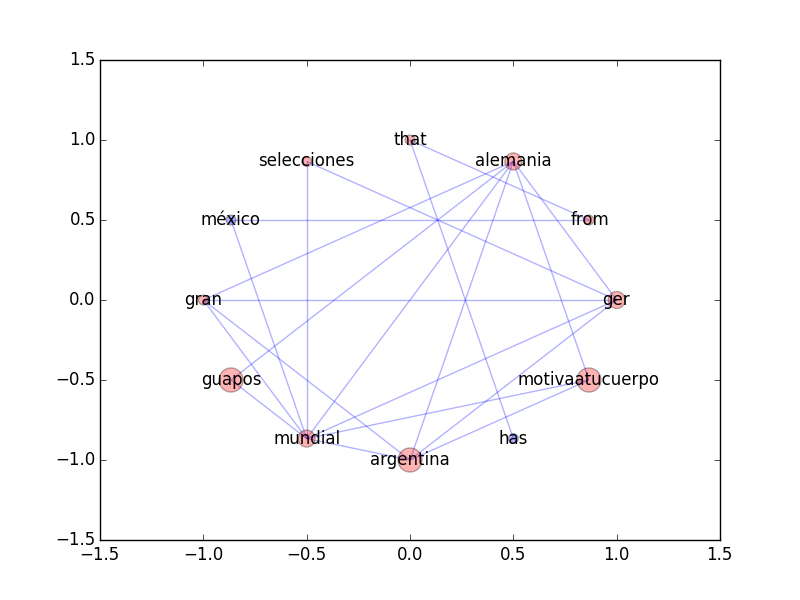 1.5
that
1.0
selecciones
alemania
méxico
from
0.5
gran
ger
0.0
guapos
motivaatucuerpo
−0.5
mundial
has
argentina
−1.0
−1.5
−1.5
−1.0
−0.5
0.0
0.5
1.0
1.5